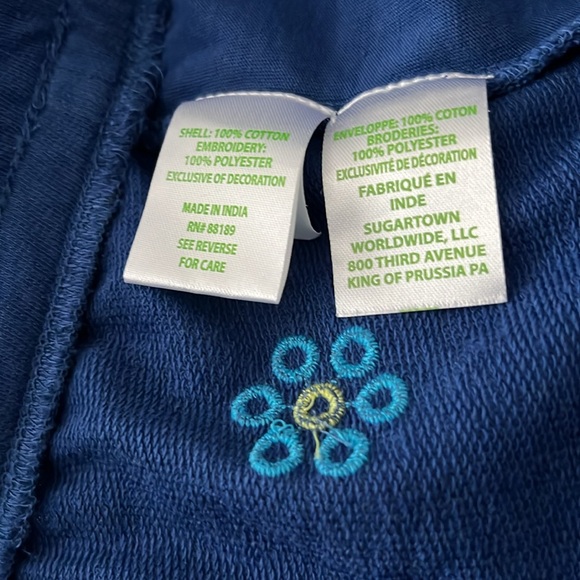 SHELL: 100% COTTON
EMBROIDERY:
100% POLYESTER
EXCLUSIVE OF DECORATION
MADE IN INDIA
RN# 88189
SEE REVERSE
FOR CARE
ENVELOPPE: 100% COTON
BRODERIES:
100% POLYESTER
EXCLUSIVITÉ DE DÉCORATION
FABRIQUÉ EN
INDE
SUGARTOWN
WORLDWIDE, LLC
800 THIRD AVENUE
KING OF PRUSSIA PA